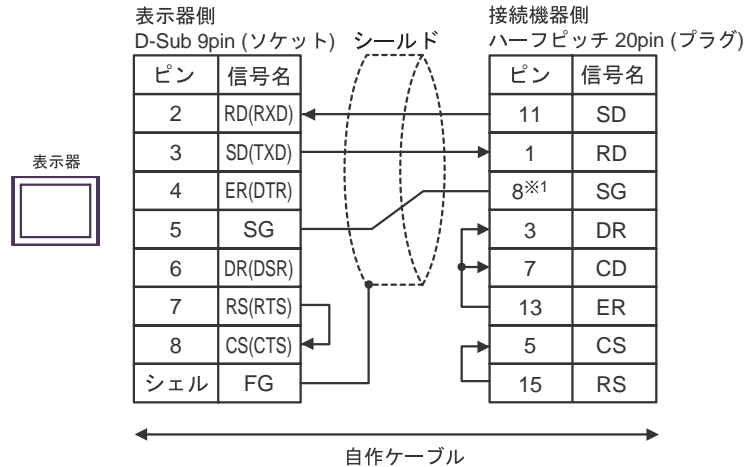 表示器側
D-Sub 9pin (ソケット)
シールド
接続機器側
ハーフピッチ 20pin (プラグ)
ピン 信号名
2 RD(RXD)
3 SD(TXD)
4 ER(DTR)
5 SG
6 DR(DSR)
7 RS(RTS)
8 CS(CTS)
シェル FG
表示器
ピン 信号名
11 SD
1 RD
8※1 SG
3 DR
7 CD
13 ER
5 CS
15 RS
自作ケーブル